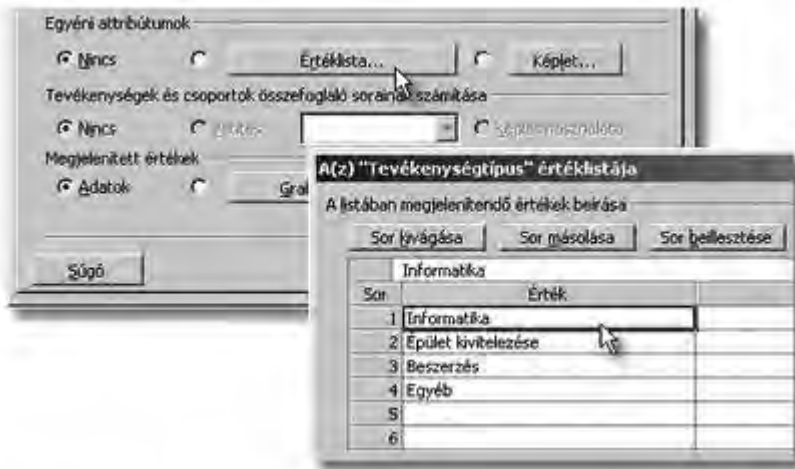 Egyéni attribútumok
Nincs Értéklista... Képlet...
Tevékenységek és csoportok összefoglaló sorainak számítása
Nincs
Megjelenített értékek
Adatok
Súgó
A(z) "Tevékenységtípus" értéklistája
A listában megjelenítendő értékek beírása
Sor kivágása Sor másolása Sor beillesztése
Informatika
Sor Érték
1 Informatika
2 Épület kivitelezése
3 Beszerzés
4 Egyéb
5
6